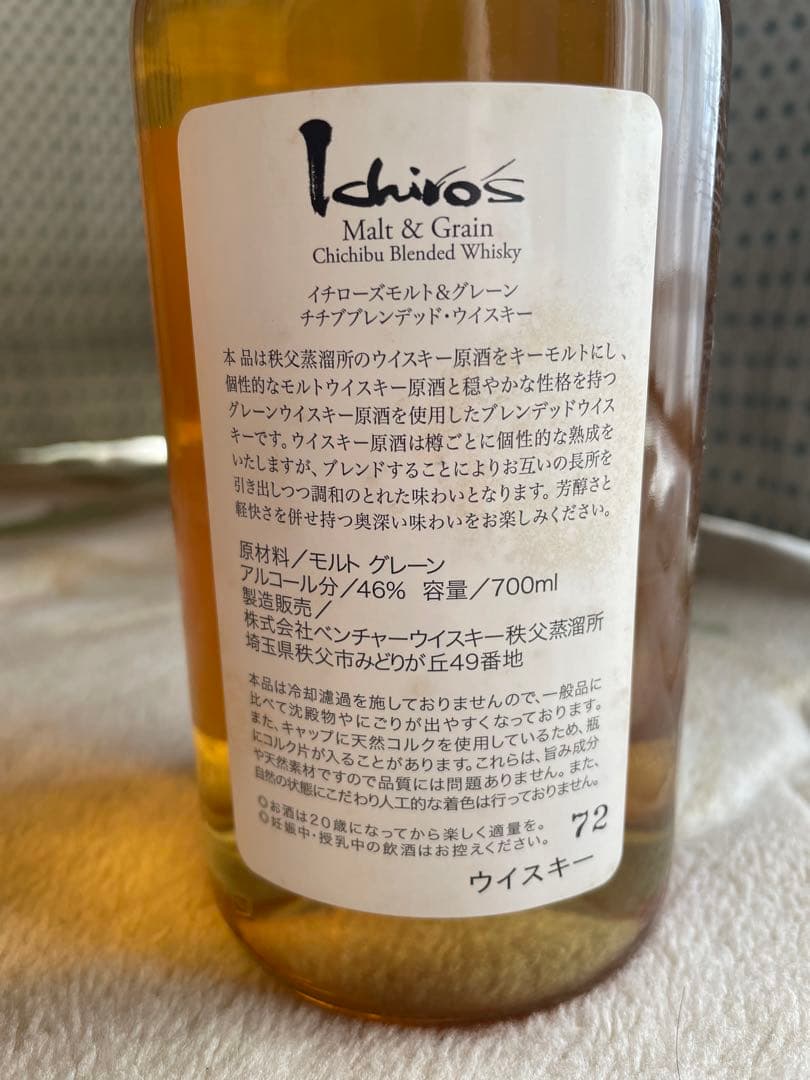 Ichiro's
Malt & Grain
Chichibu Blended Whisky
イチローズモルト&グレーン
チチブブレンデッド・ウイスキー
本品は秩父蒸溜所のウイスキー原酒をキーモルトにし、
個性的なモルトウイスキー原酒と穏やかな性格を持つ
グレーンウイスキー原酒を使用したブレンデッドウイス
キーです。ウイスキー原酒は樽ごとに個性的な熟成を
いたしますが、ブレンドすることによりお互いの長所を
引き出しつつ調和のとれた味わいとなります。芳醇さと
軽快さを併せ持つ奥深い味わいをお楽しみください。
原材料/モルト グレーン
アルコール分/46% 容量/700ml
製造販売/
株式会社ベンチャーウイスキー秩父蒸溜所
埼玉県秩父市みどりが丘49番地
本品は冷却濾過を施しておりませんので、一般品に
比べて沈殿物やにごりが出やすくなっております。
また、キャップに天然コルクを使用しているため、瓶
にコルク片が入ることがあります。これらは、旨み成分
や天然素材ですので品質には問題ありません。また、
自然の状態にこだわり人工的な着色は行っておりません。
◎お酒は20歳になってから楽しく適量を。
◎妊娠中・授乳中の飲酒はお控えください。
72
ウイスキー